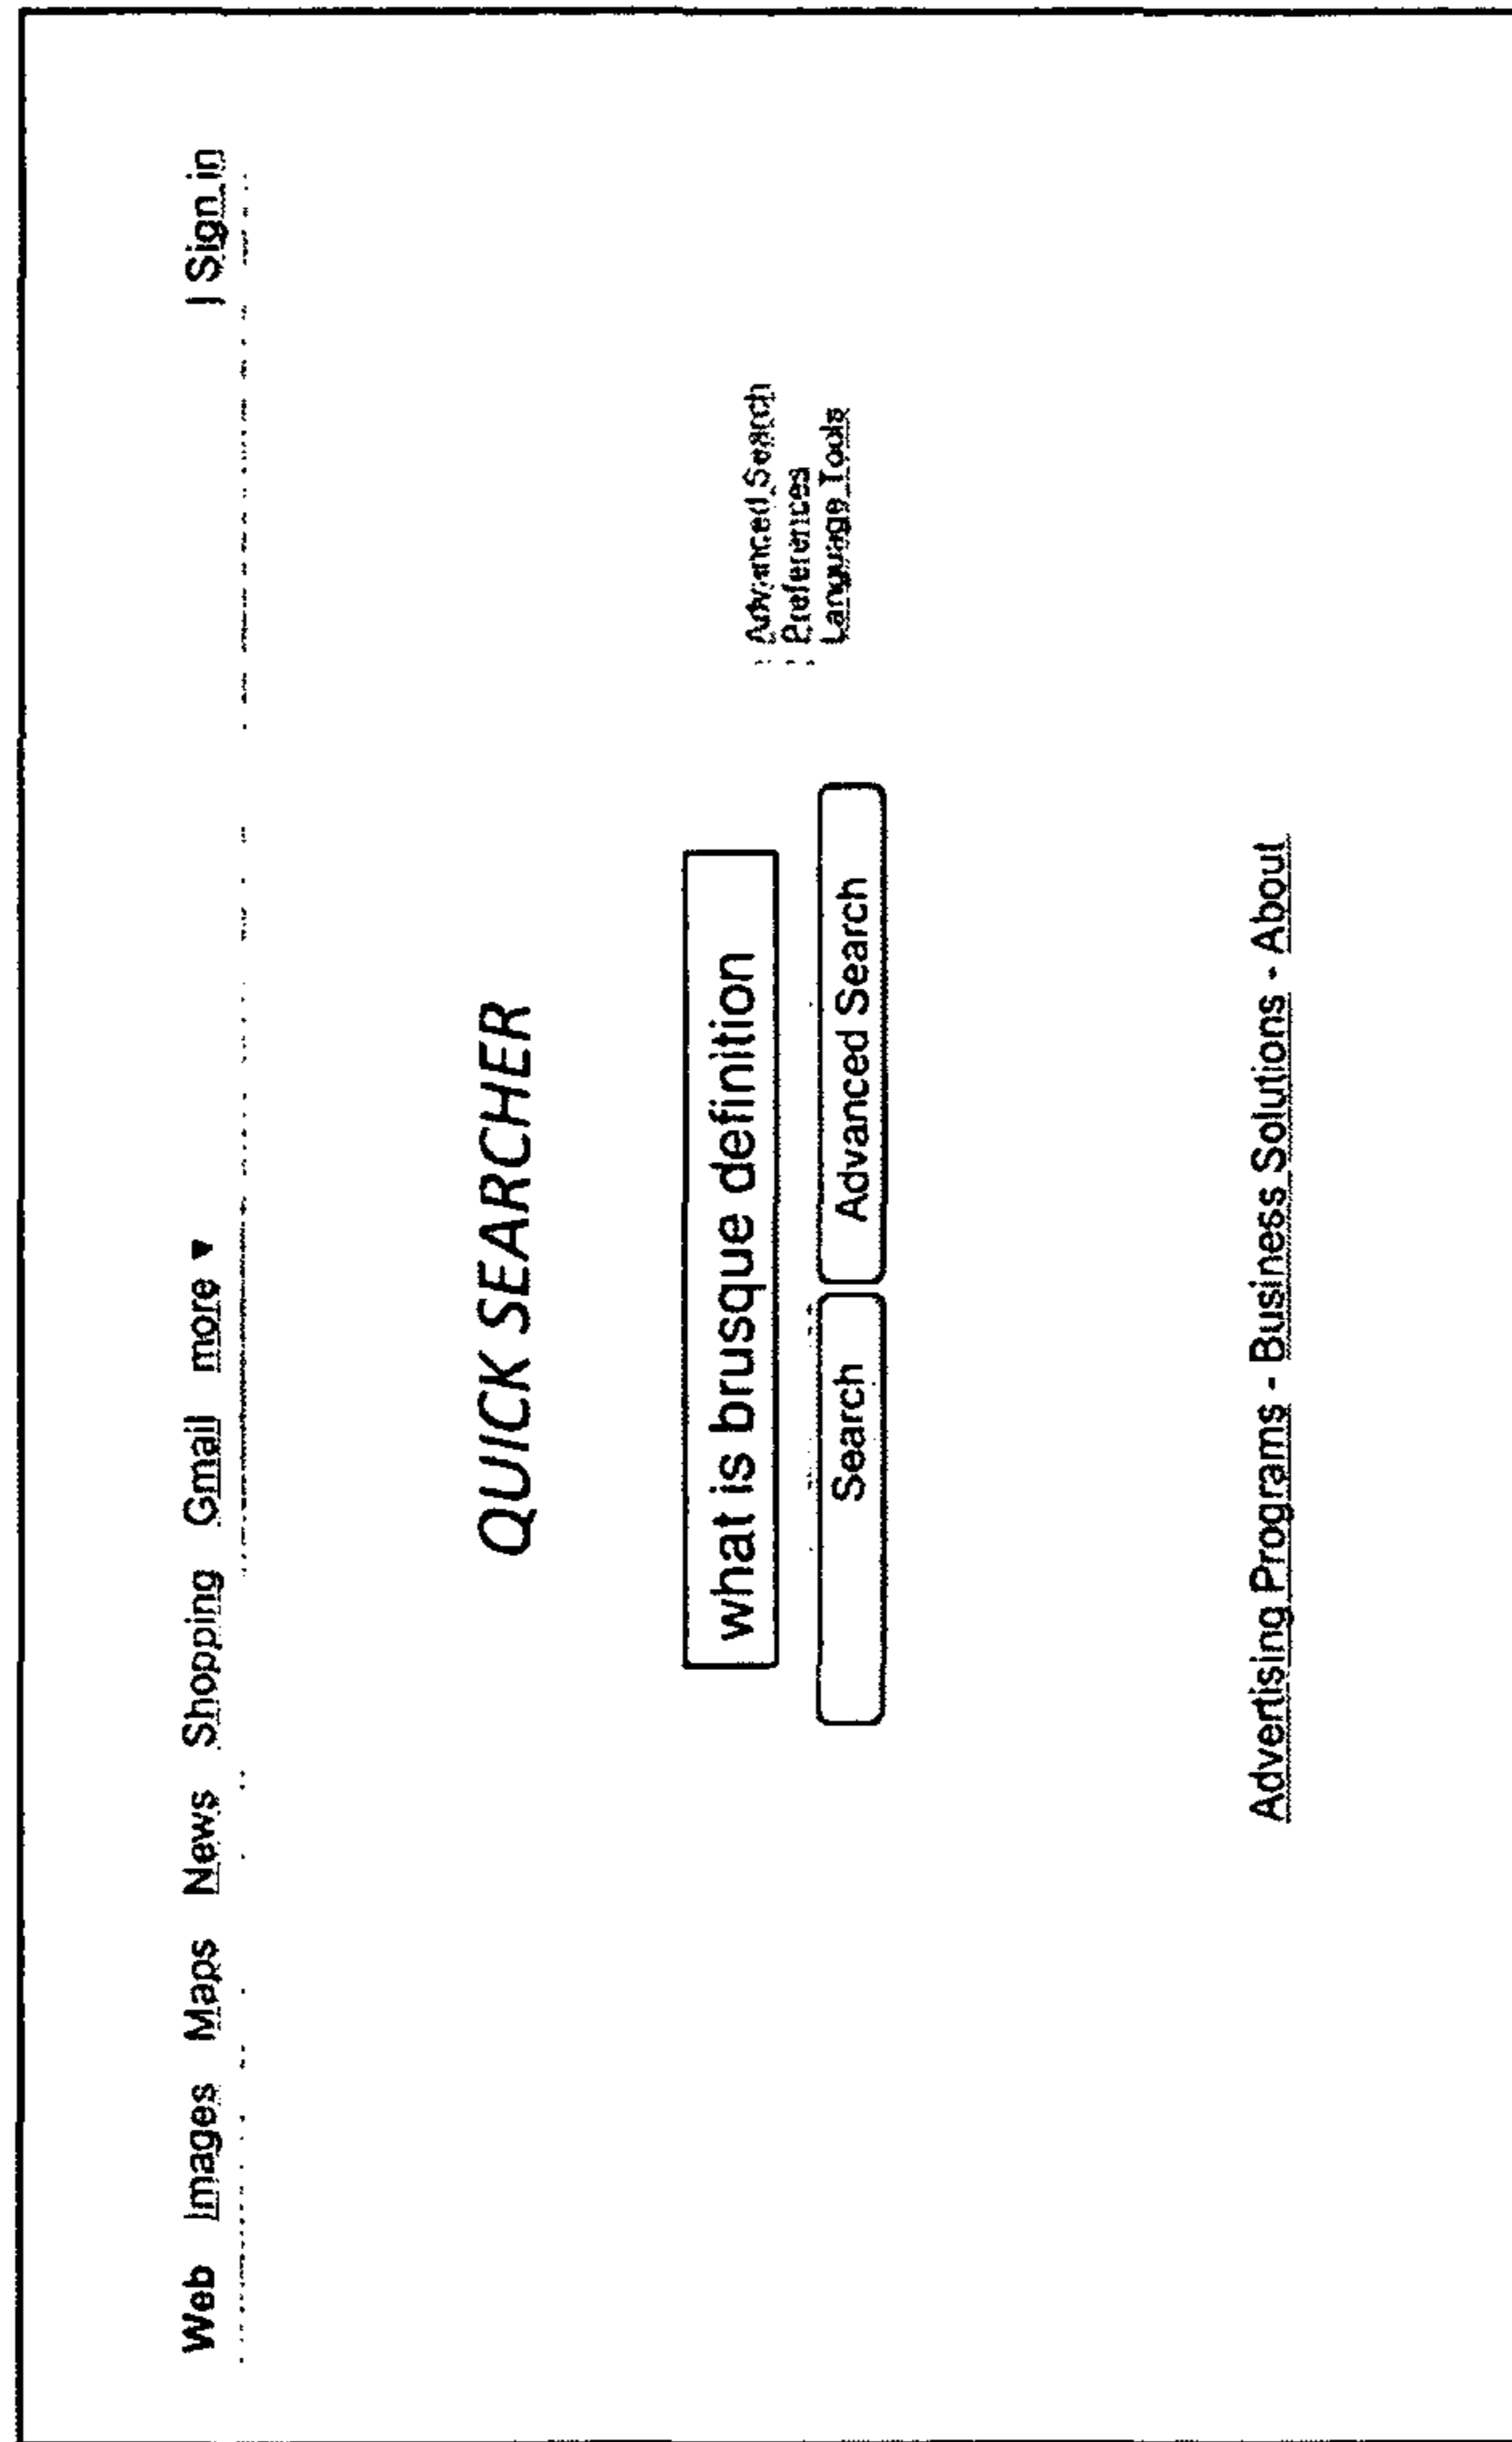 Web Images Maps News Shopping Gmail more ▼ | Sign in
QUICK SEARCHER
what is brusque definition
Advanced Search
Preferences
Language Tools
Search Advanced Search
Advertising Programs - Business Solutions - About